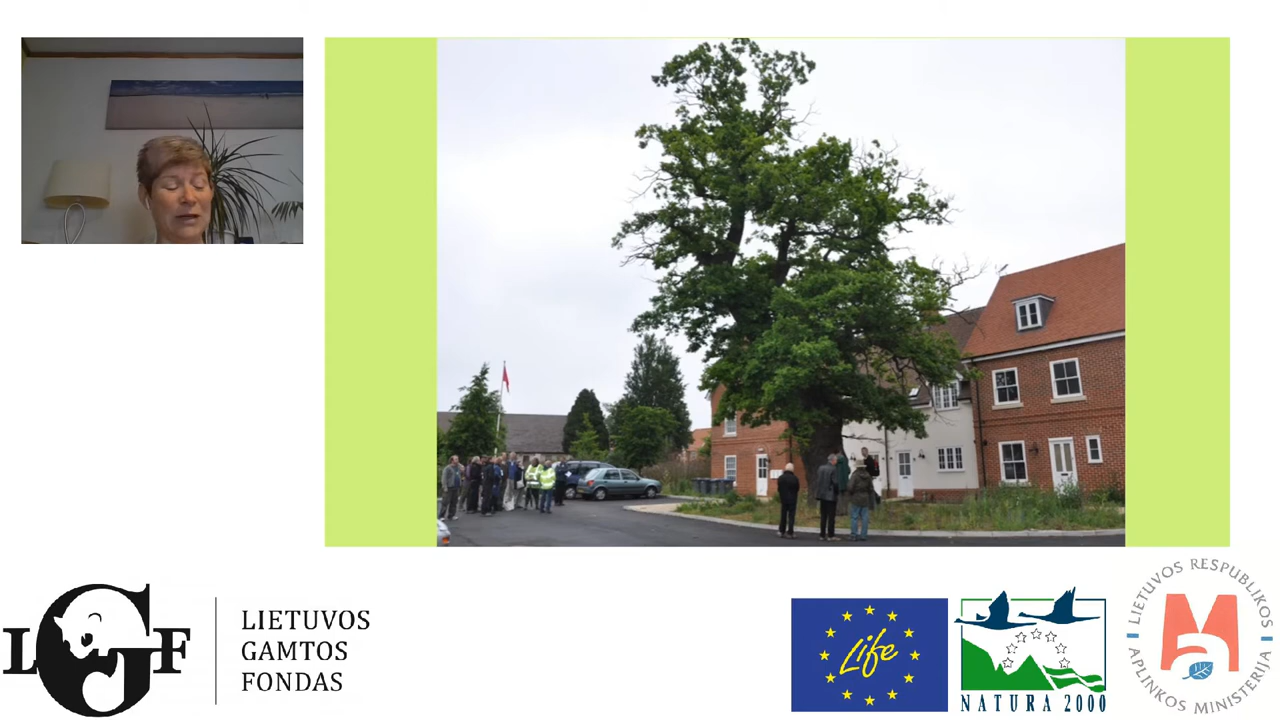 LGF
LIETUVOS
GAMTOS
FONDAS
Life
NATURA 2000
LIETUVOS RESPUBLIKOS
APLINKOS MINISTERIJA